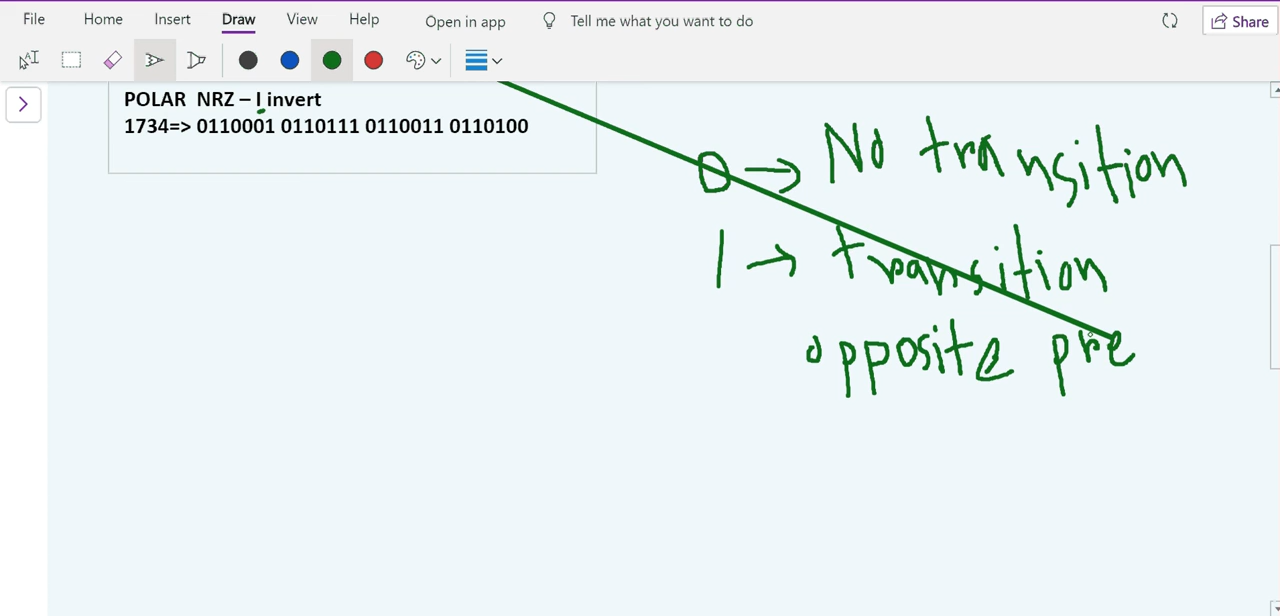 File Home Insert Draw View Help Open in app Tell me what you want to do Share
POLAR NRZ – I invert
1734=> 0110001 0110111 0110011 0110100
0 → No transition
1 → transition
opposite pre